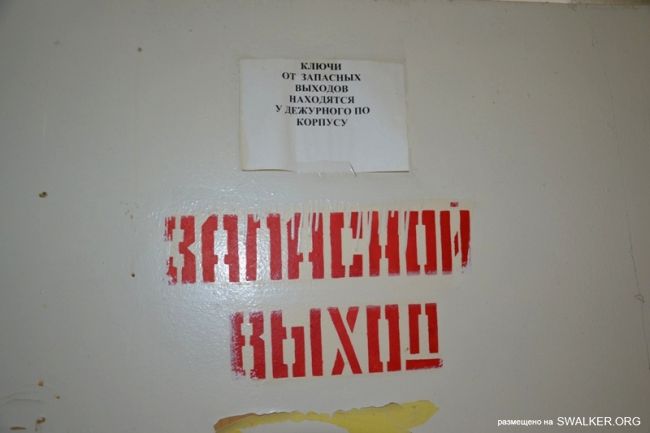 КЛЮЧИ
ОТ ЗАПАСНЫХ
ВЫХОДОВ
НАХОДЯТСЯ
У ДЕЖУРНОГО ПО
КОРПУСУ
ЗАПАСНОЙ
ВЫХОД
размещено на SWALKER.ORG